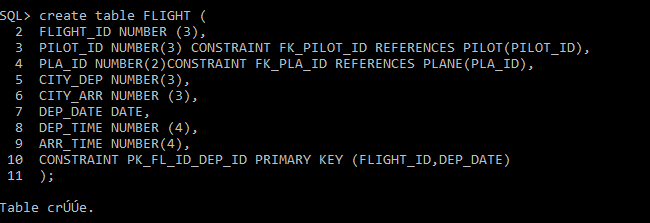 SQL> create table FLIGHT (
2 FLIGHT_ID NUMBER (3),
3 PILOT_ID NUMBER(3) CONSTRAINT FK_PILOT_ID REFERENCES PILOT(PILOT_ID),
4 PLA_ID NUMBER(2)CONSTRAINT FK_PLA_ID REFERENCES PLANE(PLA_ID),
5 CITY_DEP NUMBER(3),
6 CITY_ARR NUMBER (3),
7 DEP_DATE DATE,
8 DEP_TIME NUMBER (4),
9 ARR_TIME NUMBER(4),
10 CONSTRAINT PK_FL_ID_DEP_ID PRIMARY KEY (FLIGHT_ID,DEP_DATE)
11 );
Table crÚÚe.